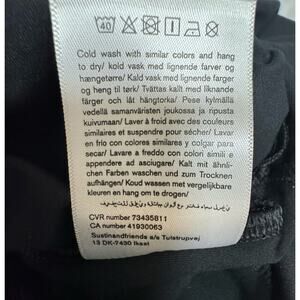 40
Cold wash with similar colors and hang
to dry/ kold vask med lignende farver og
hængetørre/ Kald vask med lignende farger
og heng til tørk/ Tvättas kalt med liknande
färger och låt hängtorka/ Pese kylmällä
vedellä samanväristen joukossa ja ripusta
kuivumaan/ Laver à froid avec des couleurs
similaires et suspendre pour sécher/ Lavar
en frío con colores similares y colgar para
secar/ Lavare a freddo con colori simili e
appendere ad asciugare/ Kalt mit ähn-
lichen Farben waschen und zum Trocknen
aufhängen/ Koud wassen met vergelijkbare
kleuren en hang om te drogen/
CVR number 73435811
CA number 41930063
Sustinandfriends a/s Tulstrupvej
13 DK-7430 Ikast